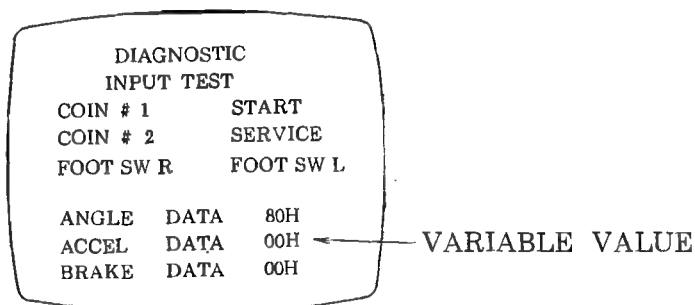 DIAGNOSTIC
INPUT TEST
COIN # 1 START
COIN # 2 SERVICE
FOOT SW R FOOT SW L
ANGLE DATA 80H
ACCEL DATA 00H VARIABLE VALUE
BRAKE DATA 00H